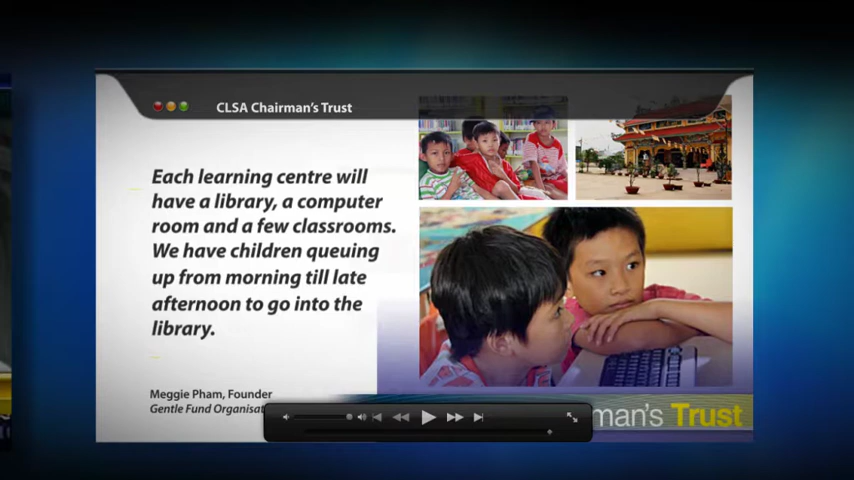 CLSA Chairman's Trust
Each learning centre will
have a library, a computer
room and a few classrooms.
We have children queuing
up from morning till late
afternoon to go into the
library.
Meggie Pham, Founder
Gentle Fund Organisat
man's Trust